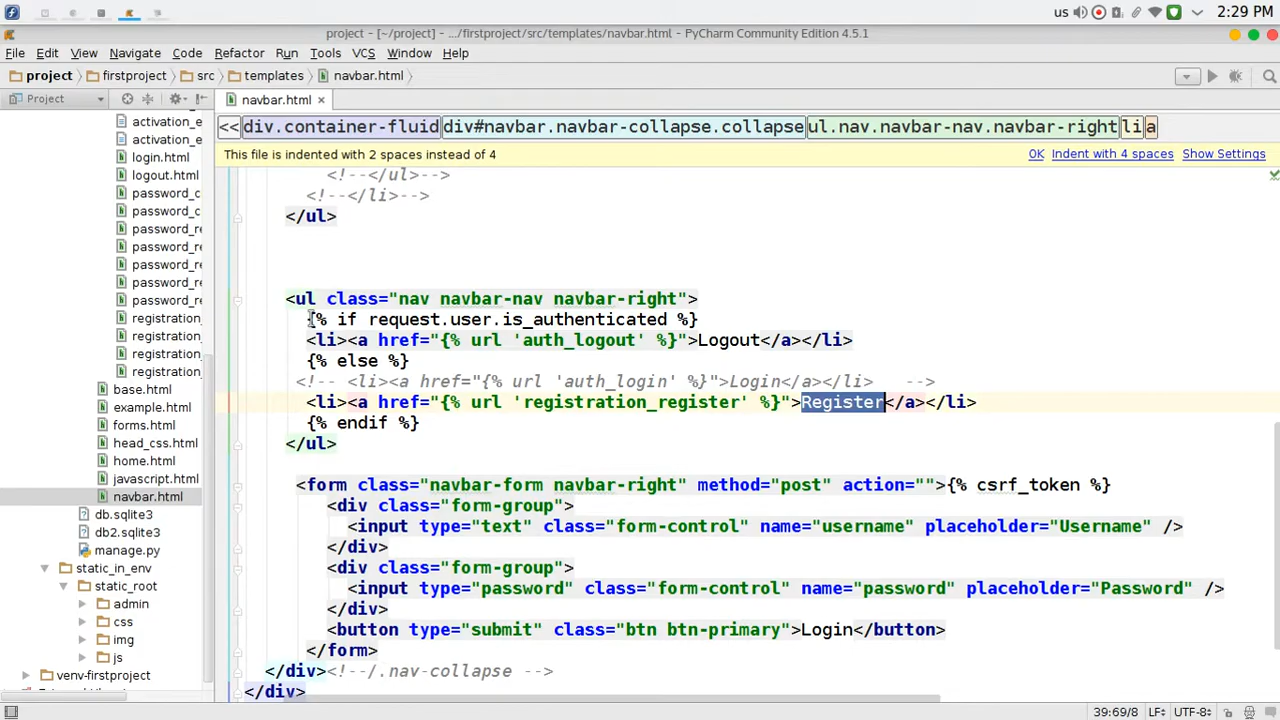 us 2:29 PM
project - [~/project] - .../firstproject/src/templates/navbar.html - PyCharm Community Edition 4.5.1
File Edit View Navigate Code Refactor Run Tools VCS Window Help
project firstproject src templates navbar.html
Project navbar.html
<< div.container-fluid div#navbar.navbar-collapse.collapse ul.nav.navbar-nav.navbar-right li a
This file is indented with 2 spaces instead of 4 OK Indent with 4 spaces Show Settings
activation_e
activation_e
login.html
logout.html
password_c
password_c
password_re
password_re
password_re
password_re
password_re
registration_
registration_
registration_
registration_
base.html
example.html
forms.html
head_css.html
home.html
javascript.html
navbar.html
db.sqlite3
db2.sqlite3
manage.py
static_in_env
static_root
admin
css
img
js
venv-firstproject
<!--</ul>-->
<!--</li>-->
</ul>
<ul class="nav navbar-nav navbar-right">
{% if request.user.is_authenticated %}
<li><a href="{% url 'auth_logout' %}">Logout</a></li>
{% else %}
<!-- <li><a href="{% url 'auth_login' %}">Login</a></li> -->
<li><a href="{% url 'registration_register' %}">Register</a></li>
{% endif %}
</ul>
<form class="navbar-form navbar-right" method="post" action="">{% csrf_token %}
<div class="form-group">
<input type="text" class="form-control" name="username" placeholder="Username" />
</div>
<div class="form-group">
<input type="password" class="form-control" name="password" placeholder="Password" />
</div>
<button type="submit" class="btn btn-primary">Login</button>
</form>
</div><!--/.nav-collapse -->
</div>
39:69/8 LF UTF-8